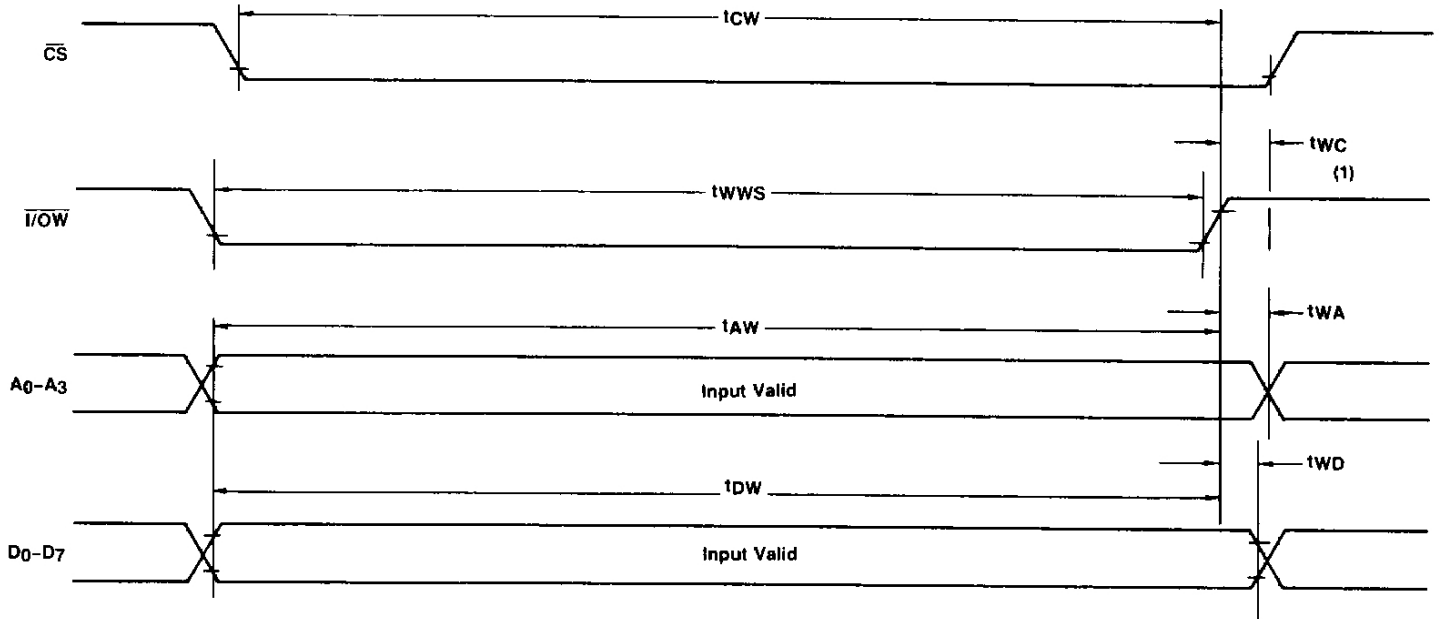 tCW
CS
tWC
(1)
tWWS
I/OW
tAW
tWA
A0-A3
Input Valid
tDW
tWD
D0-D7
Input Valid